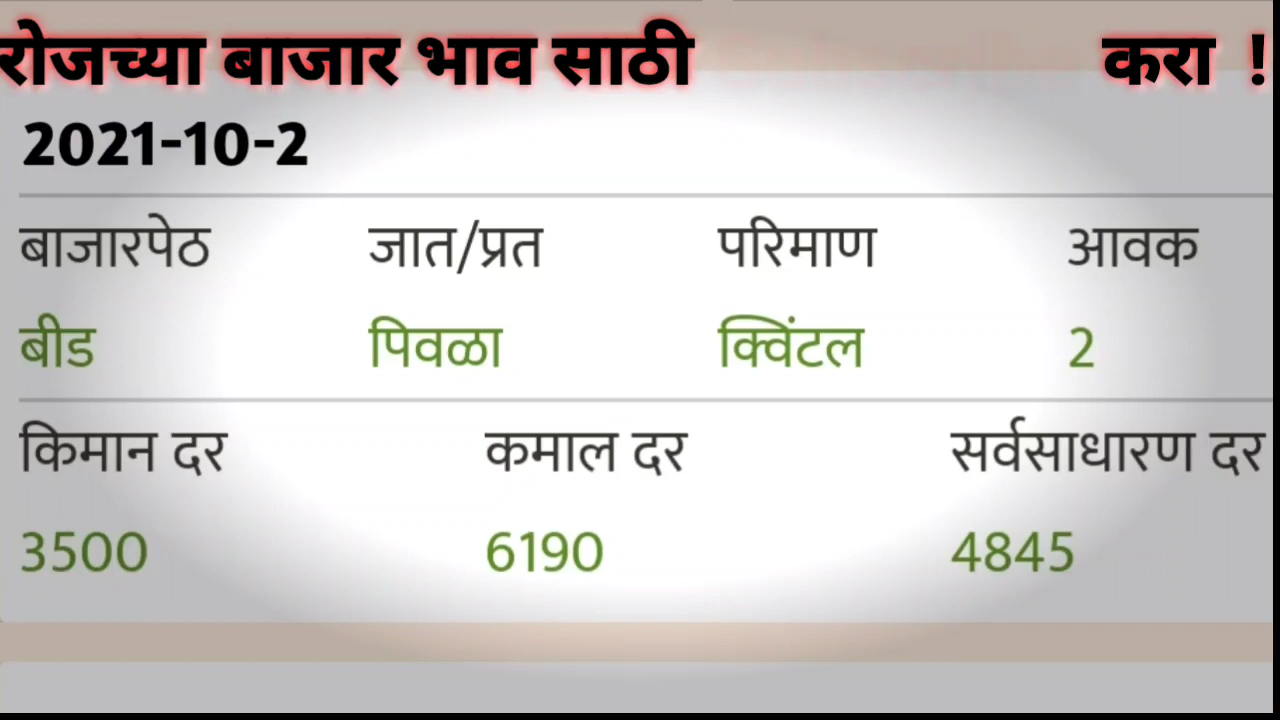 रोजच्या बाजार भाव साठी करा !
2021-10-2
बाजारपेठ जात/प्रत परिमाण आवक
बीड पिवळा क्विंटल 2
किमान दर कमाल दर सर्वसाधारण दर
3500 6190 4845